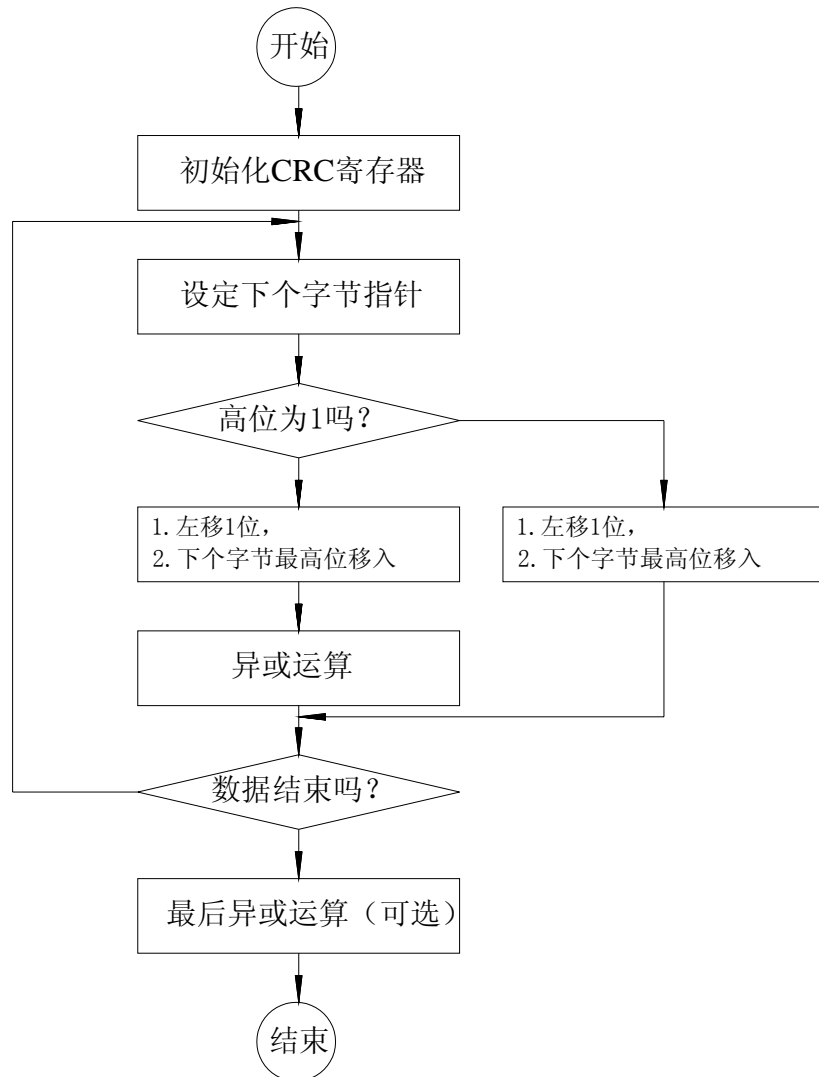 开始
初始化CRC寄存器
设定下个字节指针
高位为1吗?
1.左移1位,
2.下个字节最高位移入
1.左移1位,
2.下个字节最高位移入
异或运算
数据结束吗?
最后异或运算（可选）
结束